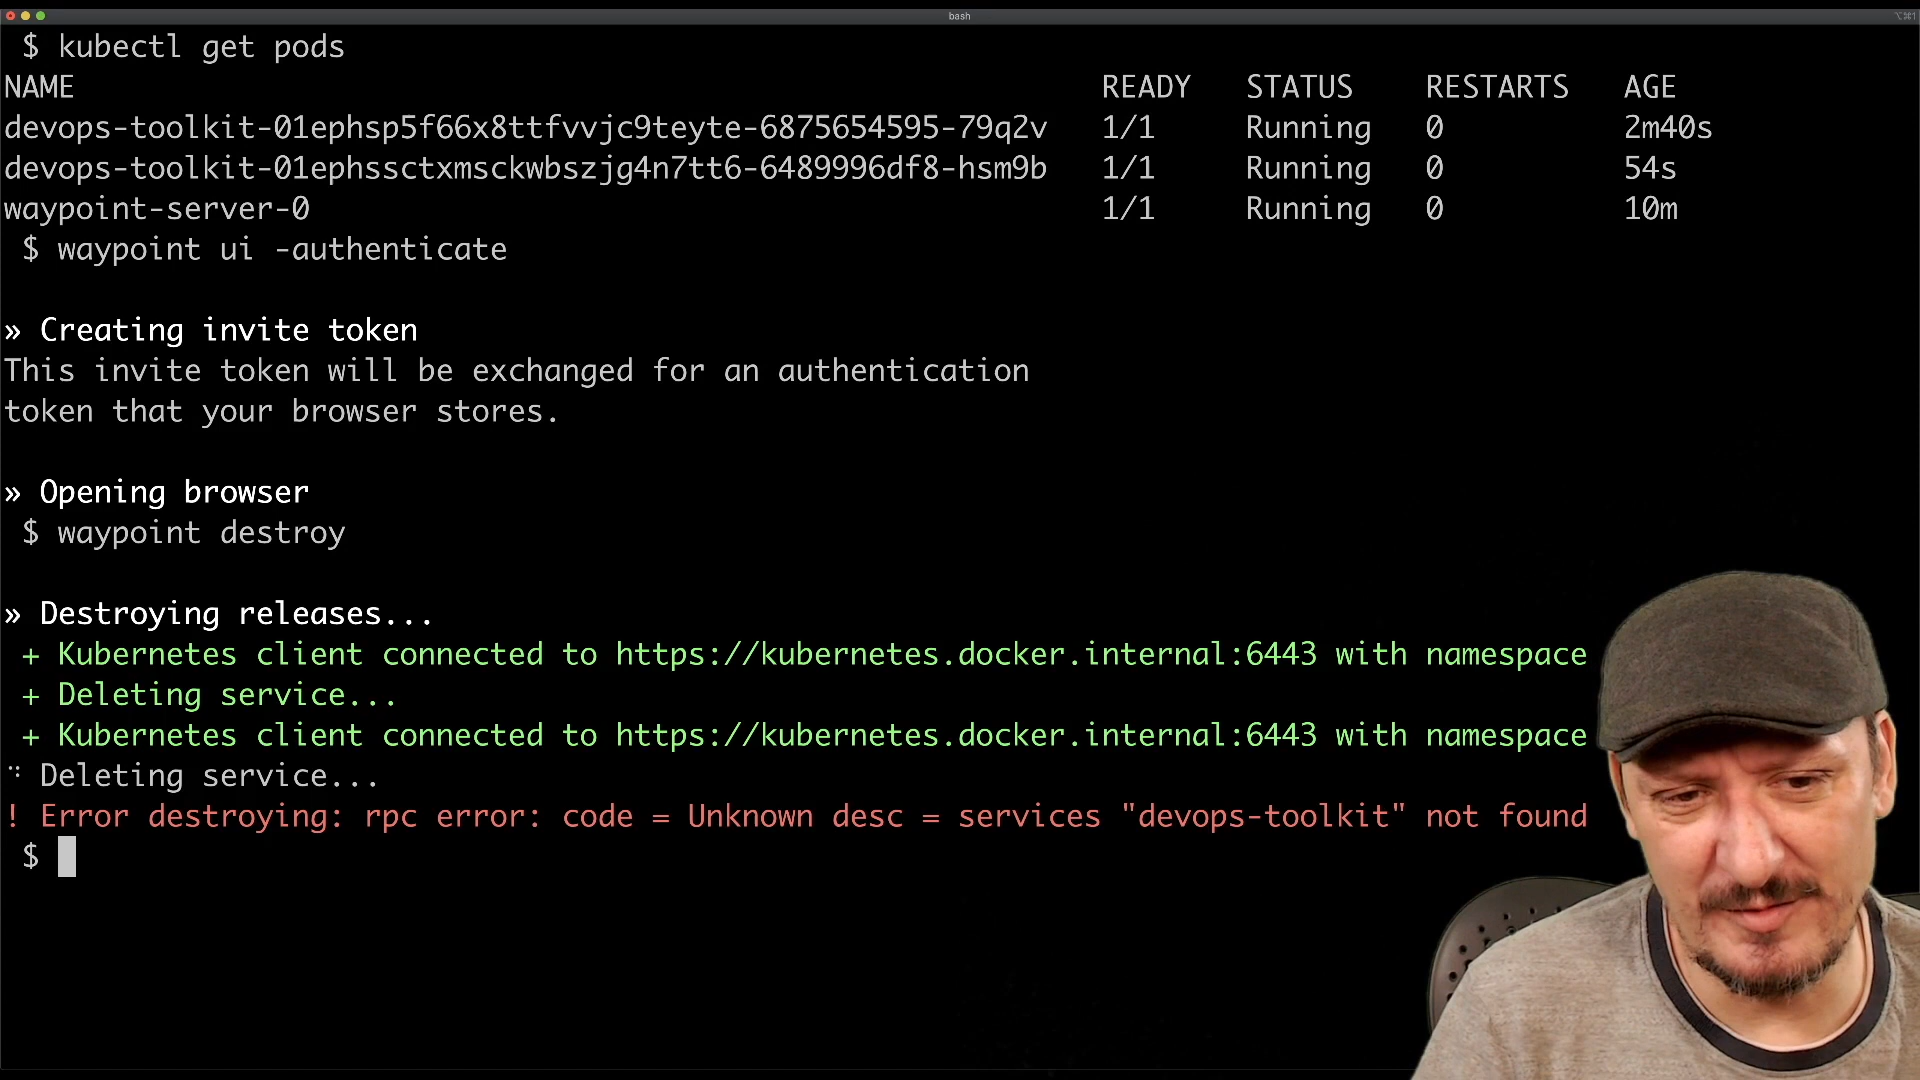 bash
⌥⌘1
$ kubectl get pods
NAME READY STATUS RESTARTS AGE
devops-toolkit-01ephsp5f66x8ttfvvjc9teyte-6875654595-79q2v 1/1 Running 0 2m40s
devops-toolkit-01ephssctxmsckwbszjg4n7tt6-6489996df8-hsm9b 1/1 Running 0 54s
waypoint-server-0 1/1 Running 0 10m
$ waypoint ui -authenticate
» Creating invite token
This invite token will be exchanged for an authentication
token that your browser stores.
» Opening browser
$ waypoint destroy
» Destroying releases...
+ Kubernetes client connected to https://kubernetes.docker.internal:6443 with namespace
+ Deleting service...
+ Kubernetes client connected to https://kubernetes.docker.internal:6443 with namespace
Deleting service...
! Error destroying: rpc error: code = Unknown desc = services "devops-toolkit" not found
$